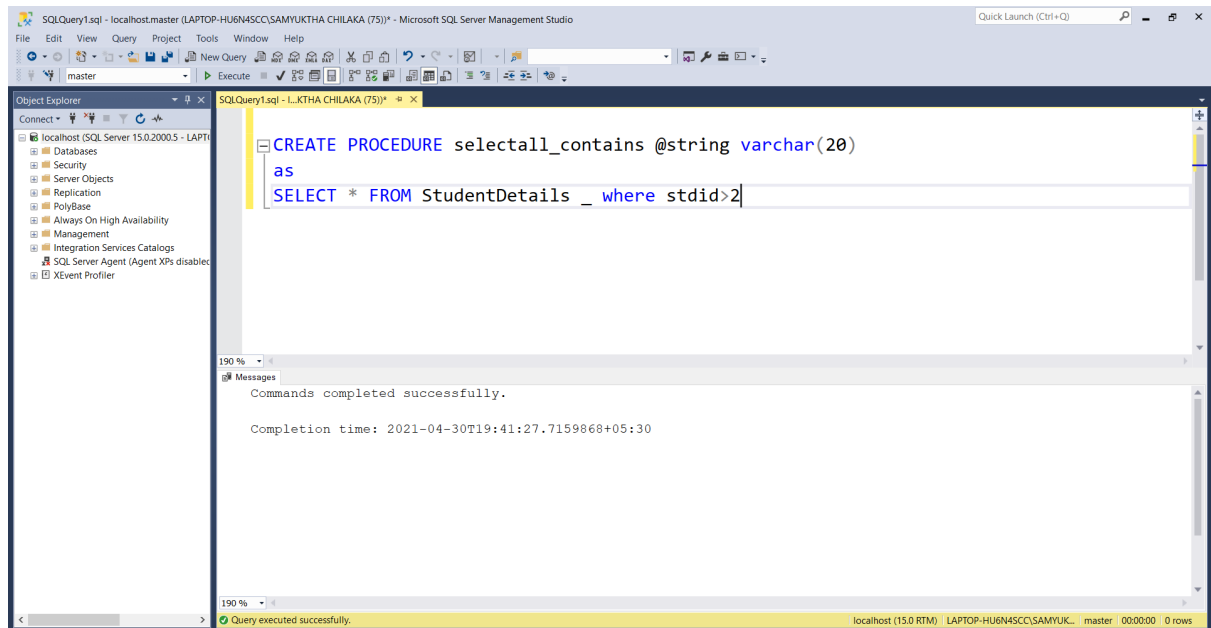 SQLQuery1.sql - localhost.master (LAPTOP-HU6N4SCC\SAMYUKTHA CHILAKA (75))* - Microsoft SQL Server Management Studio
Quick Launch (Ctrl+Q)
File Edit View Query Project Tools Window Help
New Query
master
Execute
Object Explorer
SQLQuery1.sql - l...KTHA CHILAKA (75))*
Connect
localhost (SQL Server 15.0.2000.5 - LAPT
Databases
Security
Server Objects
Replication
PolyBase
Always On High Availability
Management
Integration Services Catalogs
SQL Server Agent (Agent XPs disabled
XEvent Profiler
CREATE PROCEDURE selectall_contains @string varchar(20)
as
SELECT * FROM StudentDetails _ where stdid>2
190 %
Messages
Commands completed successfully.
Completion time: 2021-04-30T19:41:27.7159868+05:30
190 %
Query executed successfully.
localhost (15.0 RTM) LAPTOP-HU6N4SCC\SAMYUK... master 00:00:00 0 rows